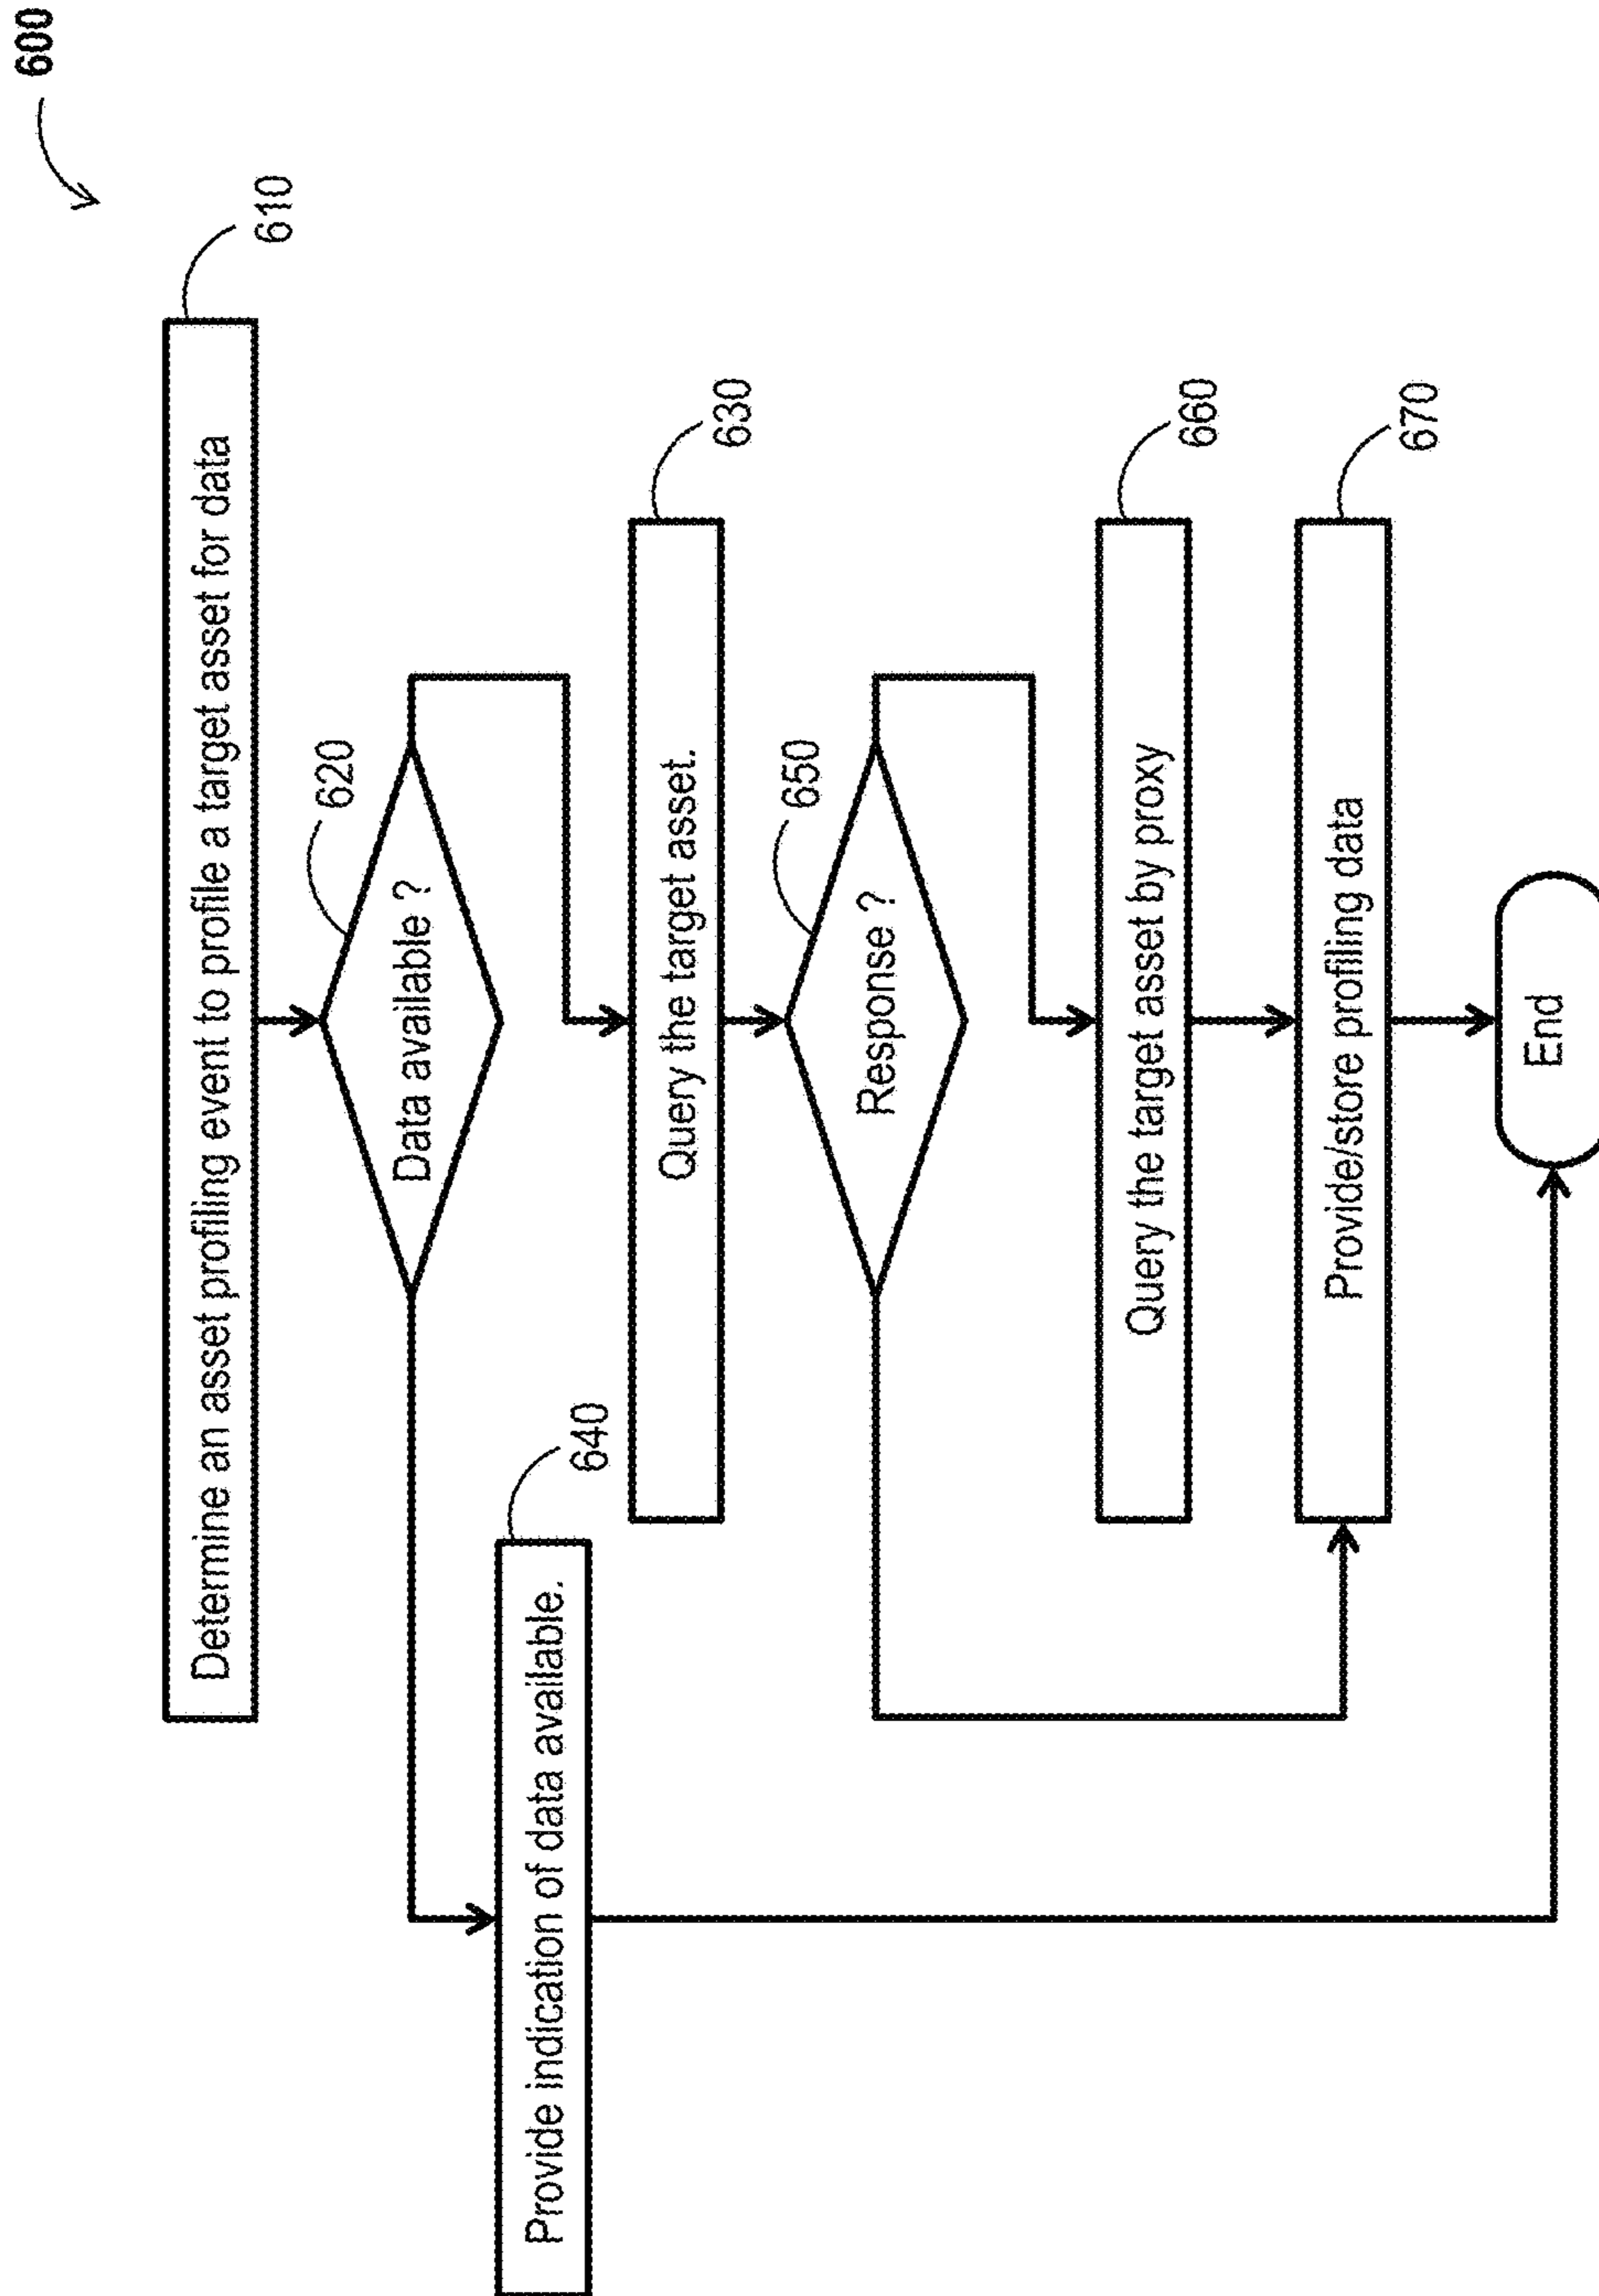 600
610
Determine an asset profiling event to profile a target asset for data
620
Data available ?
640
Provide indication of data available.
630
Query the target asset.
650
Response ?
660
Query the target asset by proxy
670
Provide/store profiling data
End